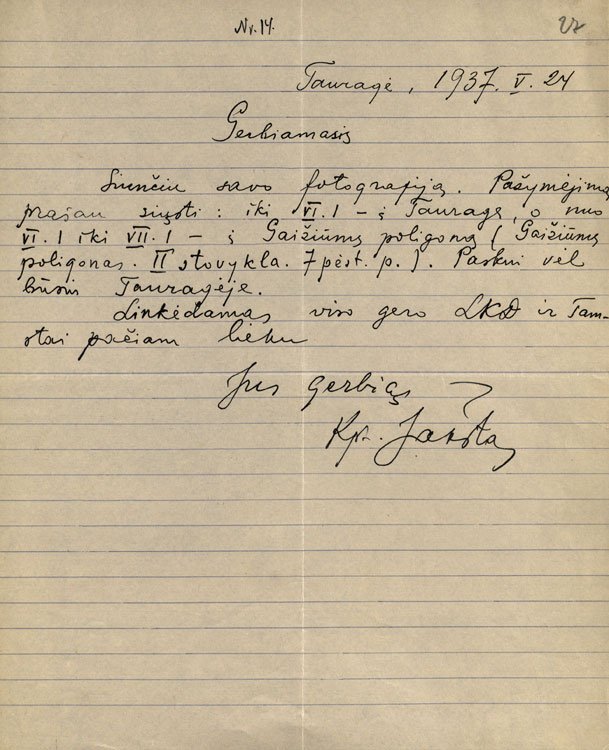 Nr. 14. 27
Tauragė, 1937. V. 24
Gerbiamasis
Siunčiu savo fotografiją. Pažymėjimą
prašau siųsti: iki VI. 1 – į Tauragę, o nuo
VI. 1 iki VII. 1 – į Gaižiūnų poligoną (Gaižiūnų
poligonas. II stovykla. 7 pėst. p.). Paskui vėl
būsiu Tauragėje.
Linkėdamas viso gero LKD ir Tam-
stai pačiam lieku
Jus gerbiąs
Kpt.